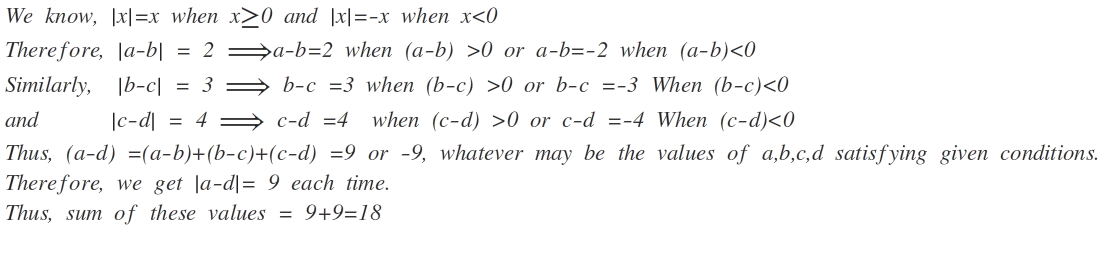 We know, |x|=x when x≥0 and |x|=-x when x<0
Therefore, |a-b| = 2 ⟹a-b=2 when (a-b) >0 or a-b=-2 when (a-b)<0
Similarly, |b-c| = 3 ⟹ b-c =3 when (b-c) >0 or b-c =-3 When (b-c)<0
and |c-d| = 4 ⟹ c-d =4 when (c-d) >0 or c-d =-4 When (c-d)<0
Thus, (a-d) =(a-b)+(b-c)+(c-d) =9 or -9, whatever may be the values of a,b,c,d satisfying given conditions.
Therefore, we get |a-d|= 9 each time.
Thus, sum of these values = 9+9=18